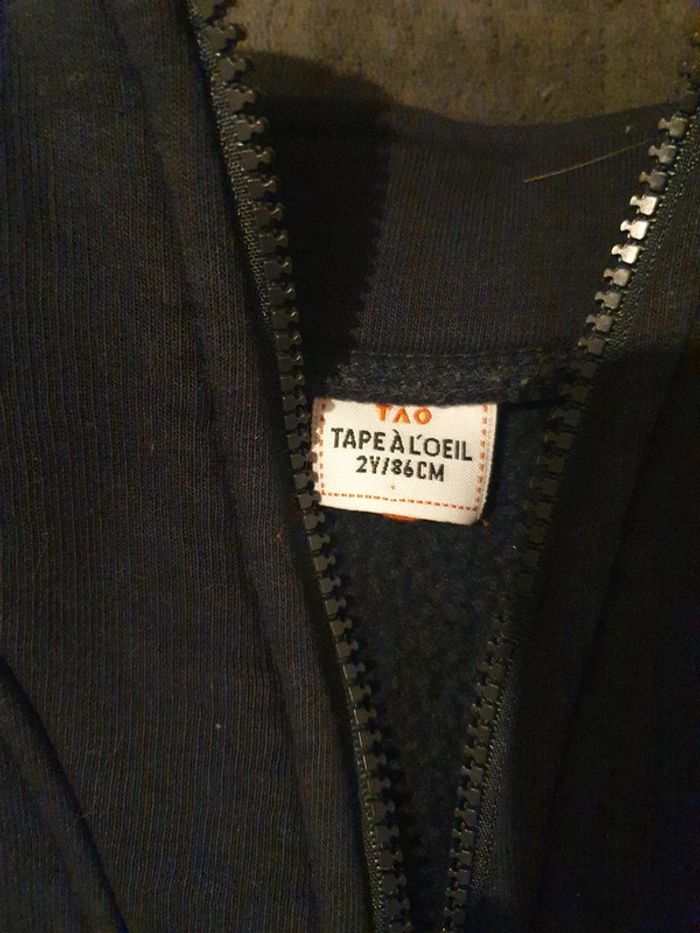 TAO
TAPE À L'OEIL
2Y/86CM